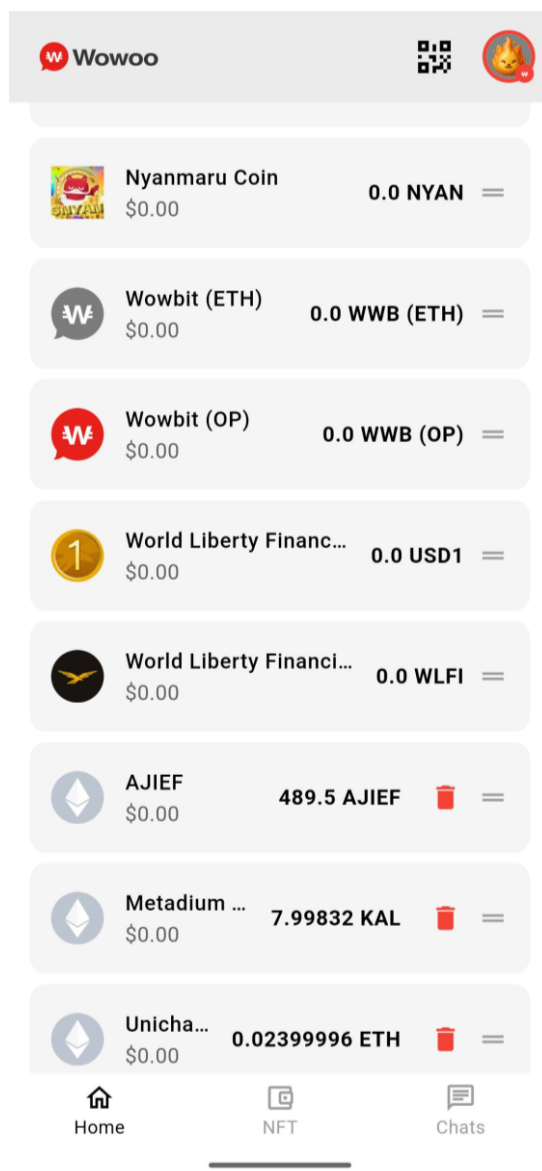 Wowoo
Nyanmaru Coin
$0.00
0.0 NYAN
$NYAN
Wowbit (ETH)
$0.00
0.0 WWB (ETH)
Wowbit (OP)
$0.00
0.0 WWB (OP)
1
World Liberty Financ...
$0.00
0.0 USD1
World Liberty Financi...
$0.00
0.0 WLFI
AJIEF
$0.00
489.5 AJIEF
Metadium ...
$0.00
7.99832 KAL
Unicha...
$0.00
0.02399996 ETH
Home
NFT
Chats